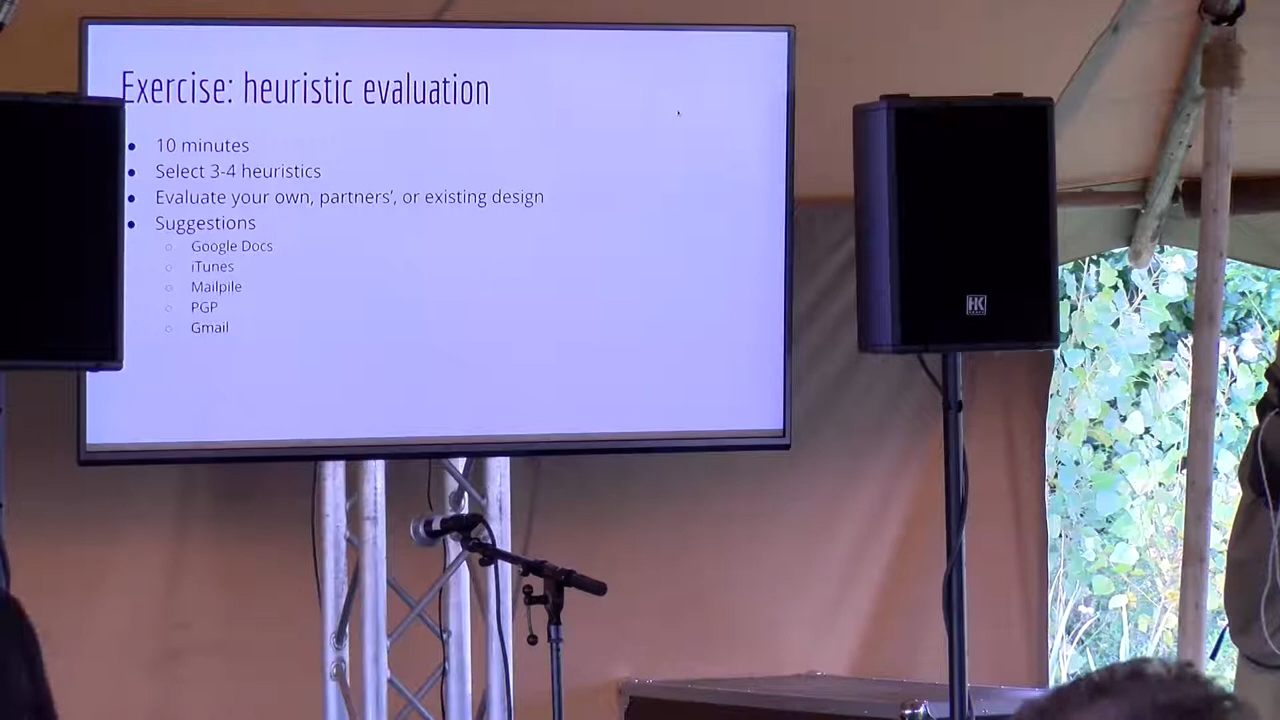 Exercise: heuristic evaluation
10 minutes
Select 3-4 heuristics
Evaluate your own, partners', or existing design
Suggestions
Google Docs
iTunes
Mailpile
PGP
Gmail
HK